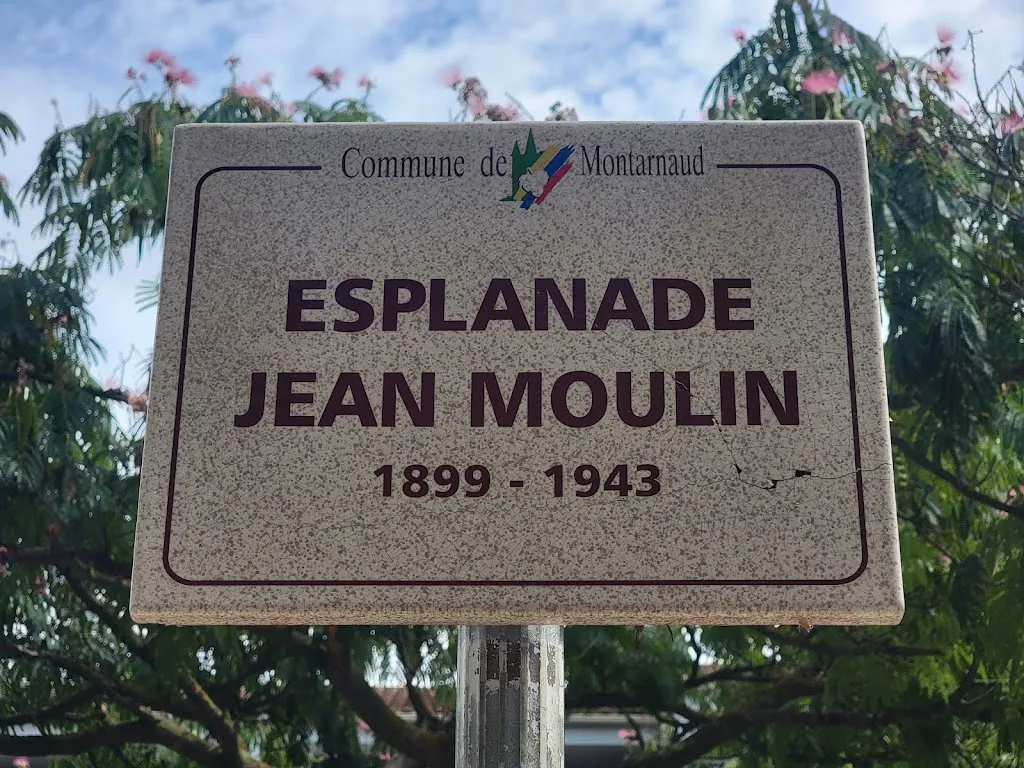 Commune de Montarnaud
ESPLANADE
JEAN MOULIN
1899 - 1943